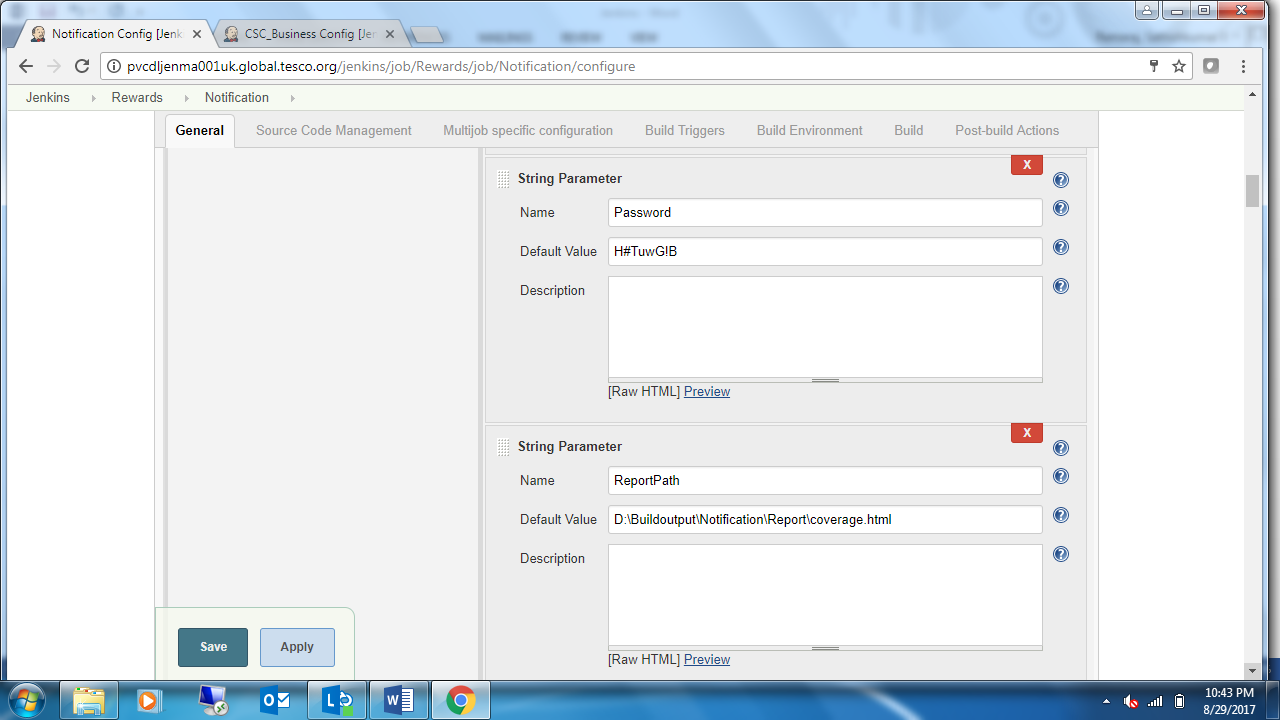 Notification Config [Jenk
CSC_Business Config [Jer
pvcdljenma001uk.global.tesco.org/jenkins/job/Rewards/job/Notification/configure
Jenkins Rewards Notification
General Source Code Management Multijob specific configuration Build Triggers Build Environment Build Post-build Actions
X
String Parameter
Name Password
Default Value H#TuwG!B
Description
[Raw HTML] Preview
X
String Parameter
Name ReportPath
Default Value D:\Buildoutput\Notification\Report\coverage.html
Description
[Raw HTML] Preview
Save Apply
10:43 PM
8/29/2017